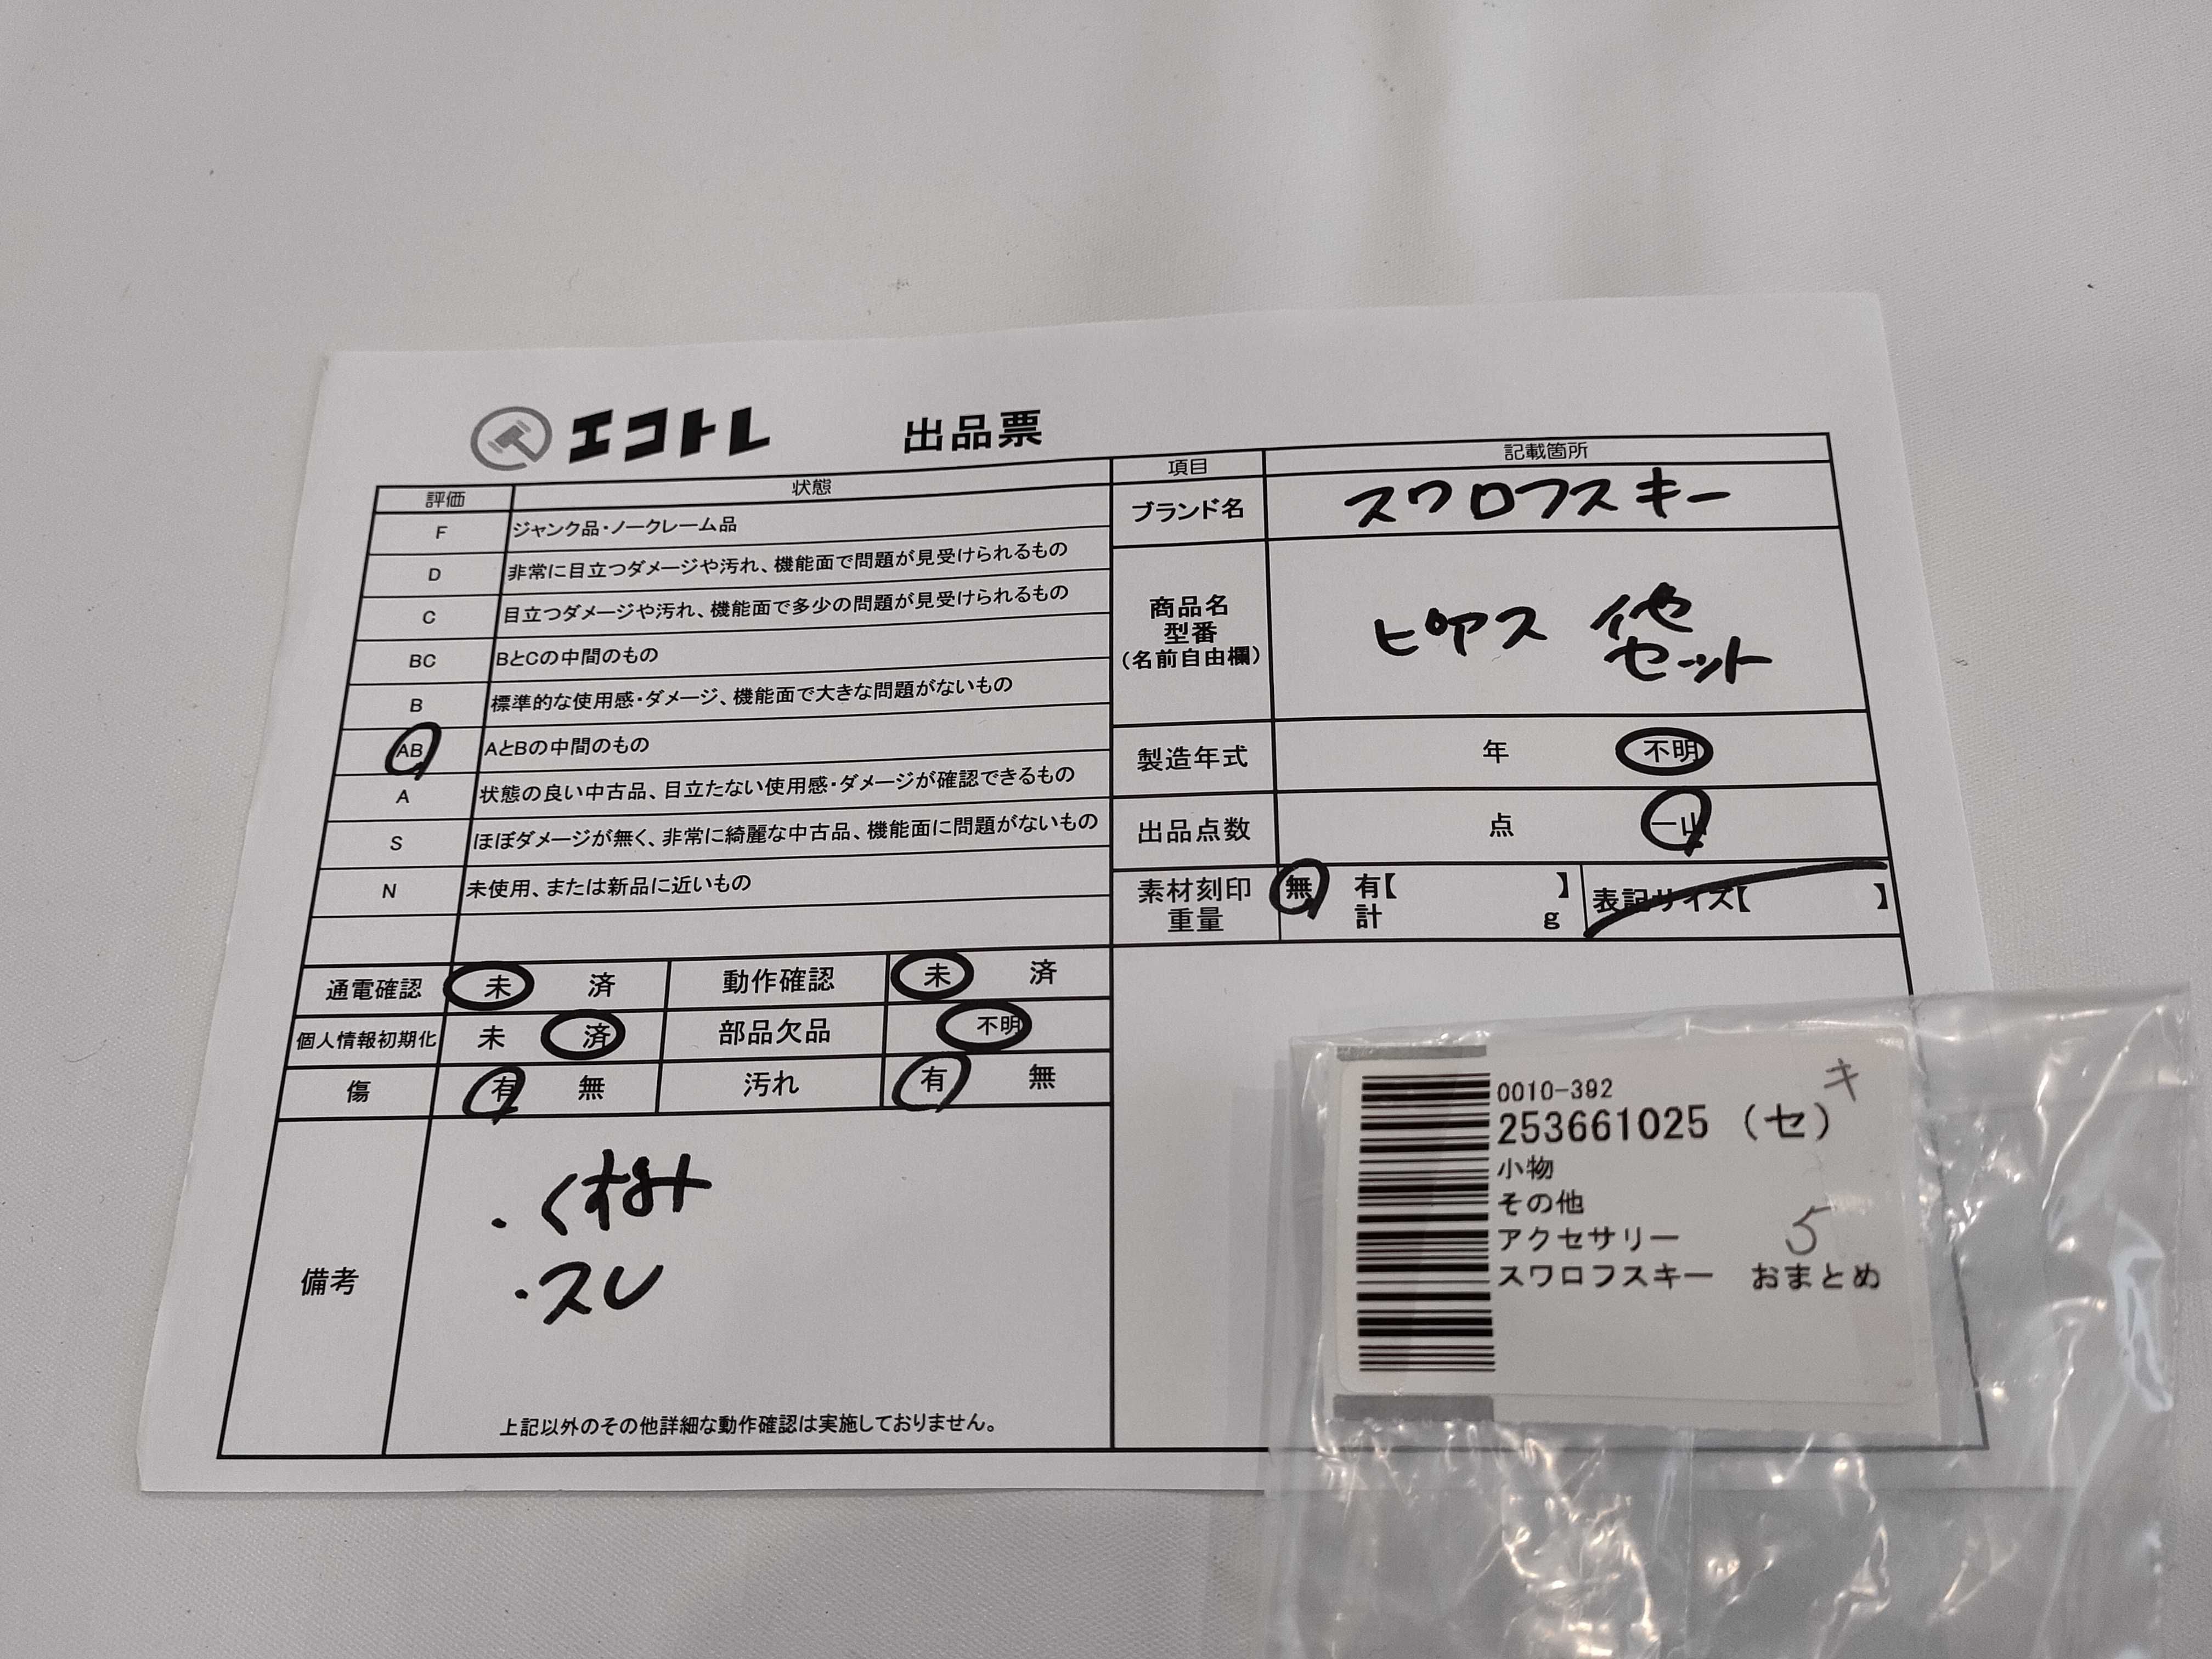 エコトレ 出品票
評価 状態
F ジャンク品・ノークレーム品
D 非常に目立つダメージや汚れ、機能面で問題が見受けられるもの
C 目立つダメージや汚れ、機能面で多少の問題が見受けられるもの
BC BとCの中間のもの
B 標準的な使用感・ダメージ、機能面で大きな問題がないもの
AB AとBの中間のもの
A 状態の良い中古品、目立たない使用感・ダメージが確認できるもの
S ほぼダメージが無く、非常に綺麗な中古品、機能面に問題がないもの
N 未使用、または新品に近いもの
通電確認 未 済 動作確認 未 済
個人情報初期化 未 済 部品欠品 不明
傷 有 無 汚れ 有 無
備考
・くすみ
・スレ
上記以外のその他詳細な動作確認は実施しておりません。
項目 記載箇所
ブランド名 スワロフスキー
商品名
型番
(名前自由欄)
ピアス 他
セット
製造年式 年 不明
出品点数 点 一山
素材刻印 無 有【 】
重量 計 g
表記サイズ【 】
0010-392 キ
253661025 (セ)
小物
その他
アクセサリー 5
スワロフスキー おまとめ